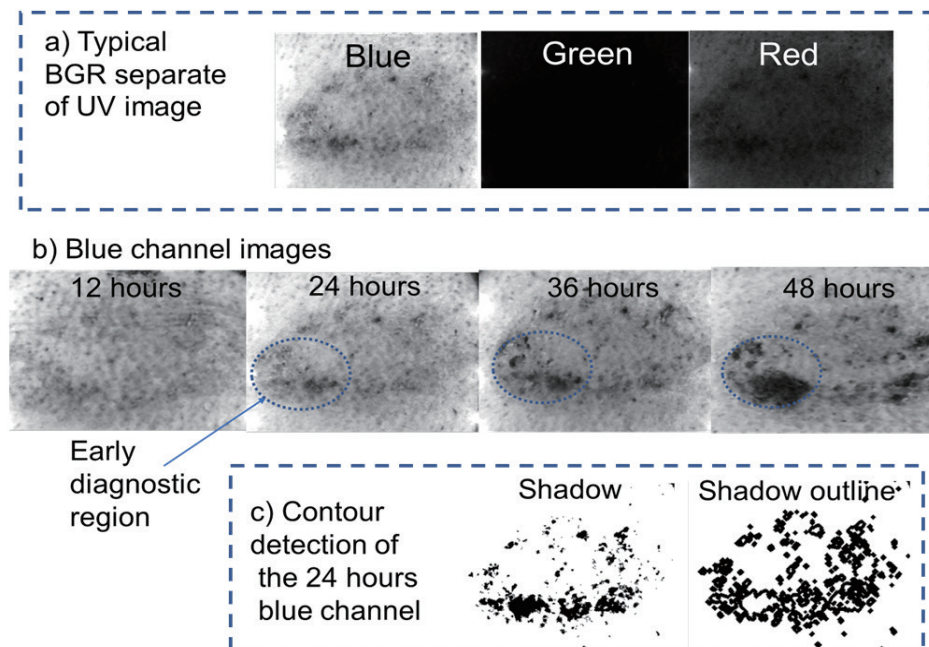 a) Typical
BGR separate
of UV image
Blue
Green
Red
b) Blue channel images
12 hours
24 hours
36 hours
48 hours
Early
diagnostic
region
c) Contour
detection of
the 24 hours
blue channel
Shadow
Shadow outline